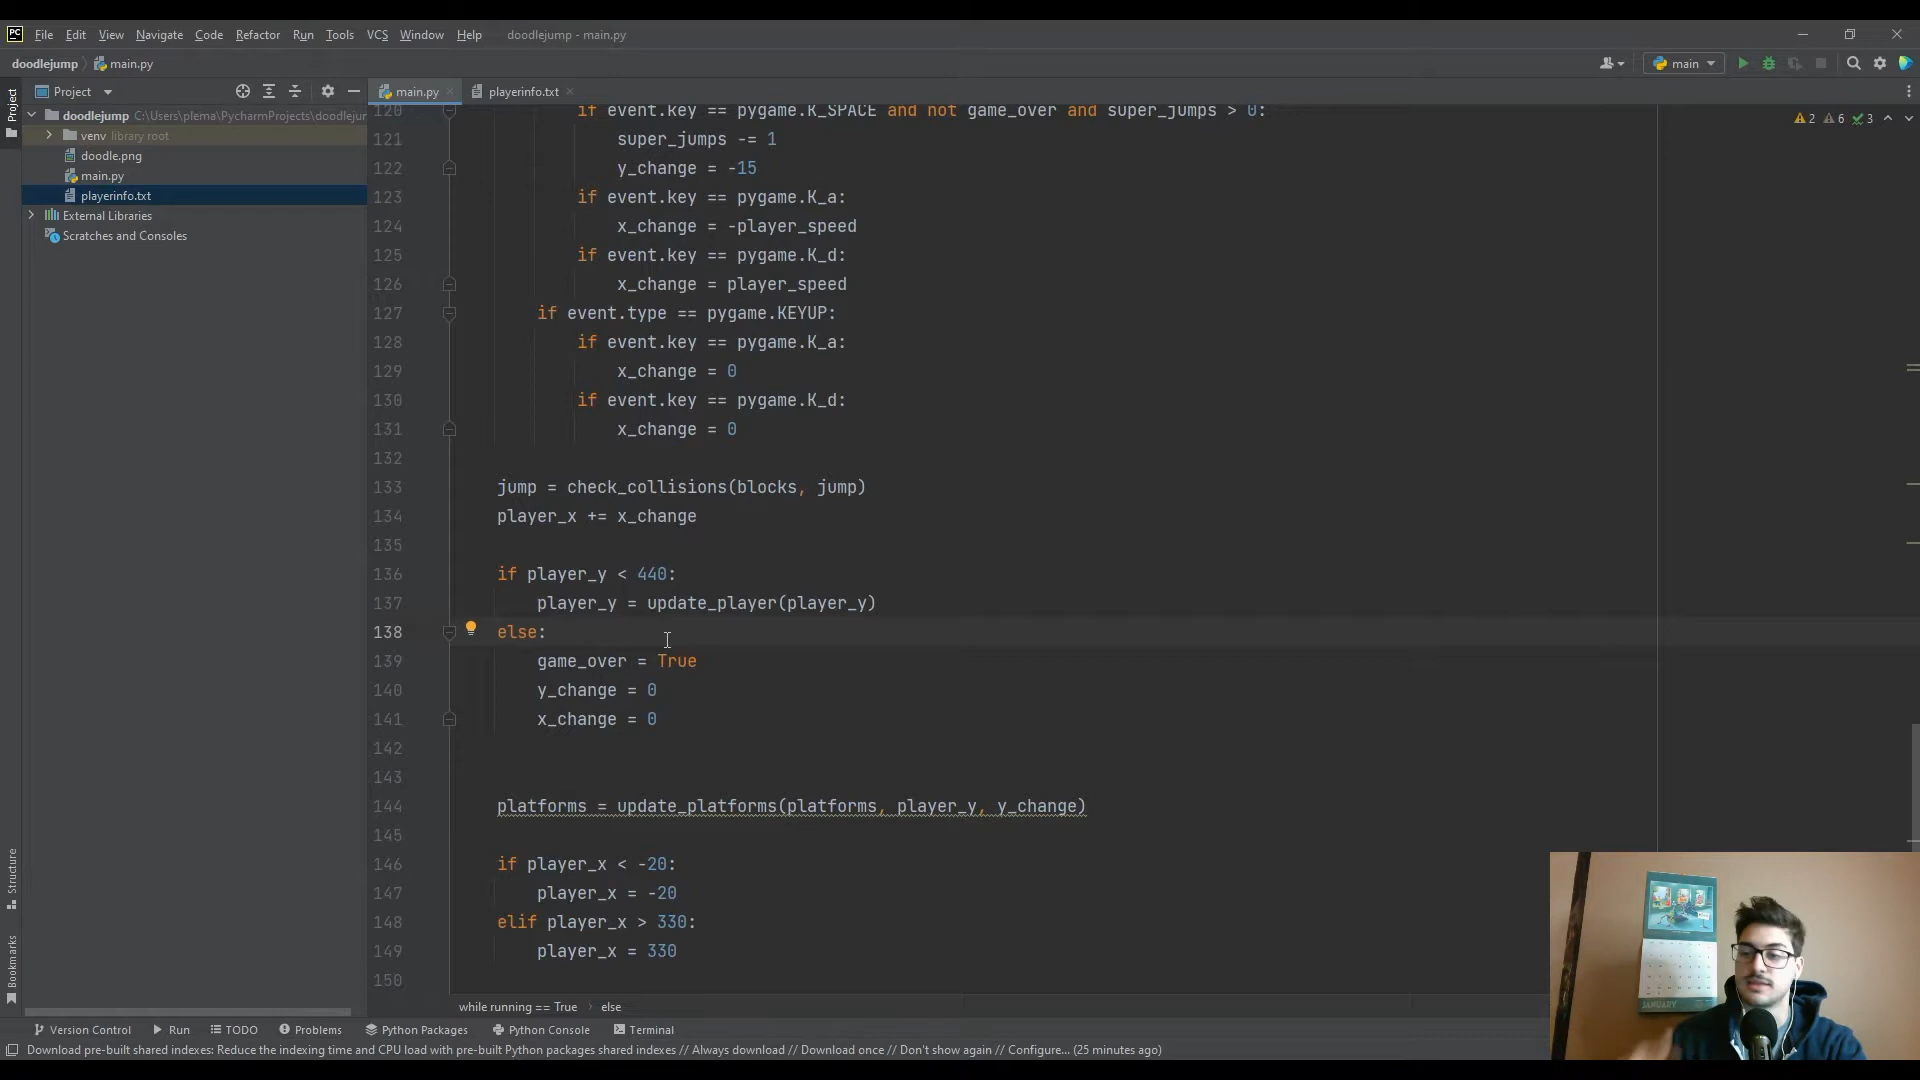 PC File Edit View Navigate Code Refactor Run Tools VCS Window Help doodlejump - main.py
doodlejump main.py main
Project main.py playerinfo.txt
Project
doodlejump C:\Users\plema\PycharmProjects\doodlejur
venv library root
doodle.png
main.py
playerinfo.txt
External Libraries
Scratches and Consoles
2 6 3
120 if event.key == pygame.K_SPACE and not game_over and super_jumps > 0:
121 super_jumps -= 1
122 y_change = -15
123 if event.key == pygame.K_a:
124 x_change = -player_speed
125 if event.key == pygame.K_d:
126 x_change = player_speed
127 if event.type == pygame.KEYUP:
128 if event.key == pygame.K_a:
129 x_change = 0
130 if event.key == pygame.K_d:
131 x_change = 0
132
133 jump = check_collisions(blocks, jump)
134 player_x += x_change
135
136 if player_y < 440:
137 player_y = update_player(player_y)
138 else:
139 game_over = True
140 y_change = 0
141 x_change = 0
142
143
144 platforms = update_platforms(platforms, player_y, y_change)
145
146 if player_x < -20:
147 player_x = -20
148 elif player_x > 330:
149 player_x = 330
150
Structure
Bookmarks
while running == True else
JANUARY
Version Control Run TODO Problems Python Packages Python Console Terminal
Download pre-built shared indexes: Reduce the indexing time and CPU load with pre-built Python packages shared indexes // Always download // Download once // Don't show again // Configure... (25 minutes ago)